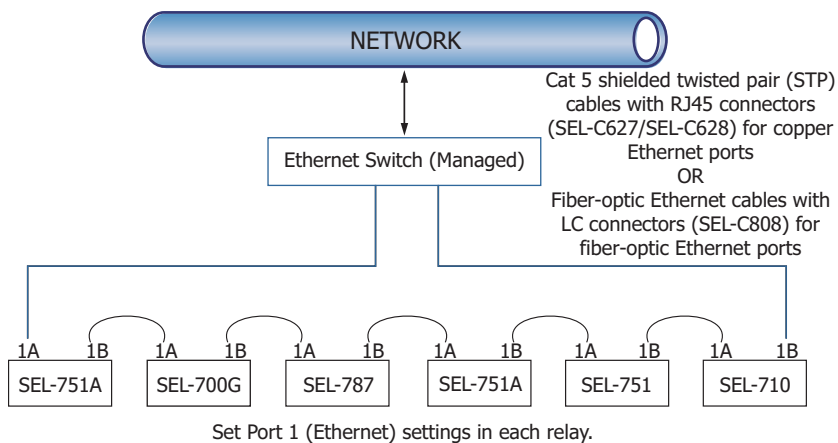 NETWORK
Cat 5 shielded twisted pair (STP)
cables with RJ45 connectors
(SEL-C627/SEL-C628) for copper
Ethernet ports
OR
Fiber-optic Ethernet cables with
LC connectors (SEL-C808) for
fiber-optic Ethernet ports
Ethernet Switch (Managed)
1A 1B 1A 1B 1A 1B 1A 1B 1A 1B 1A 1B
SEL-751A SEL-700G SEL-787 SEL-751A SEL-751 SEL-710
Set Port 1 (Ethernet) settings in each relay.